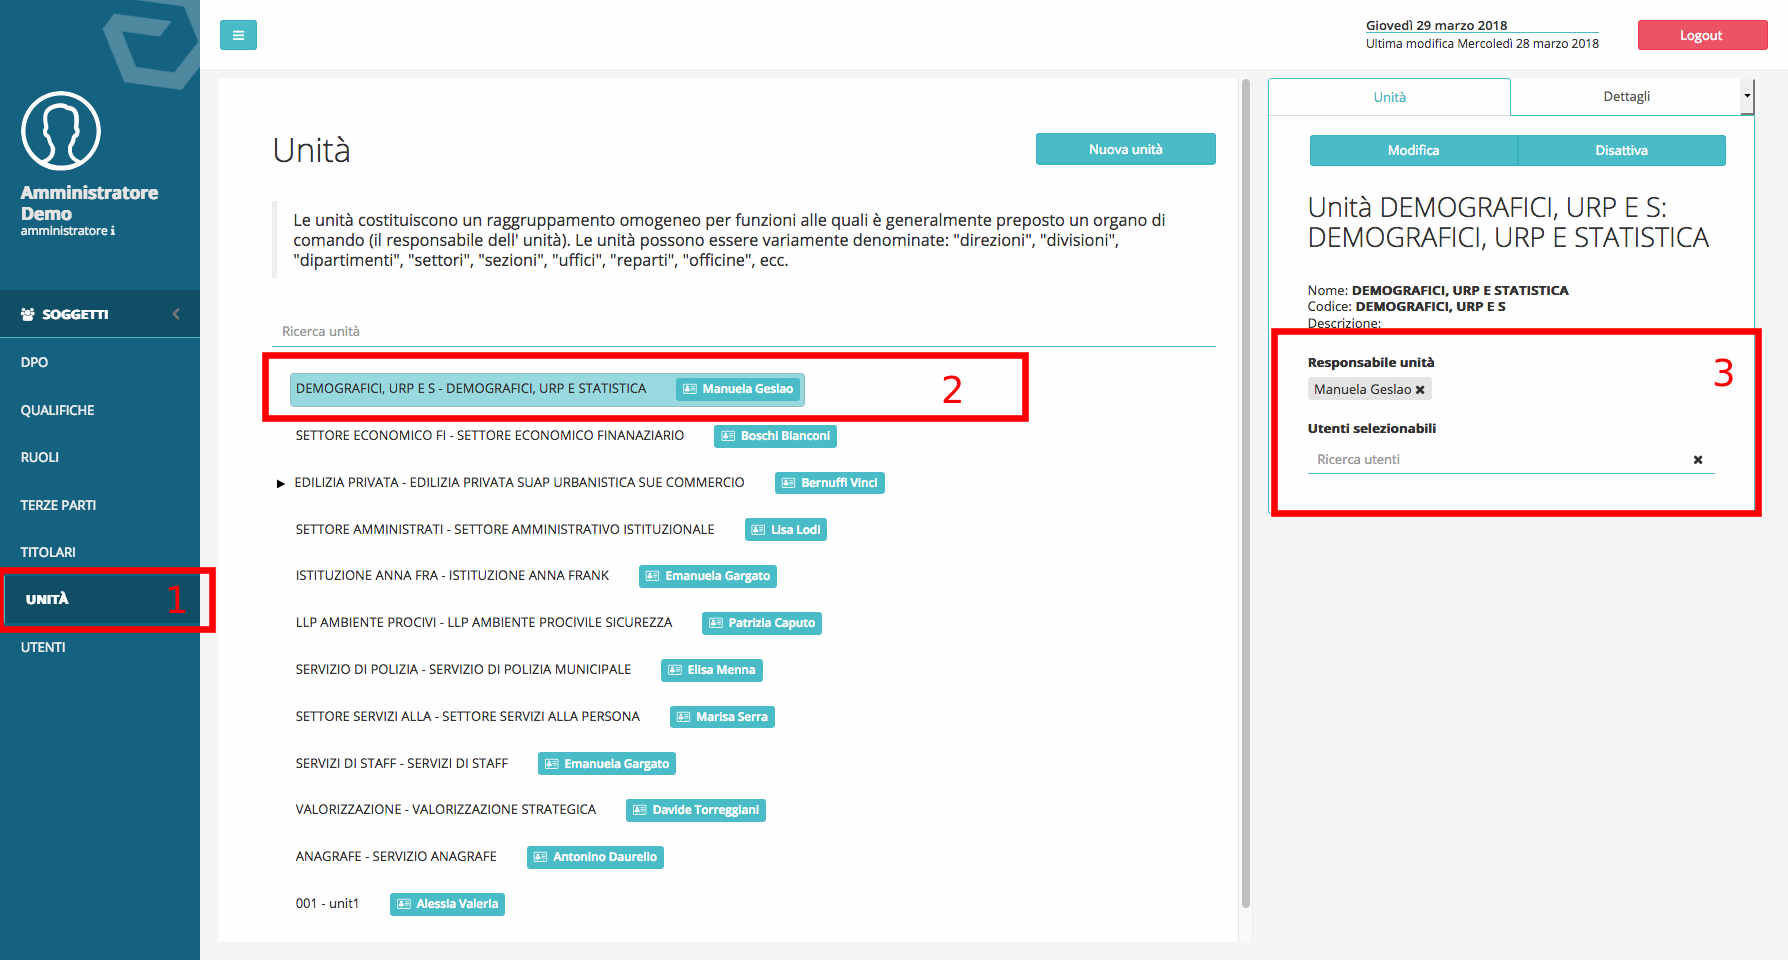 Amministratore
Demo
amministratore i
SOGGETTI
DPO
QUALIFICHE
RUOLI
TERZE PARTI
TITOLARI
UNITÀ
1
UTENTI
Giovedì 29 marzo 2018
Ultima modifica Mercoledì 28 marzo 2018
Logout
Unità
Nuova unità
Le unità costituiscono un raggruppamento omogeneo per funzioni alle quali è generalmente preposto un organo di
comando (il responsabile dell' unità). Le unità possono essere variamente denominate: "direzioni", "divisioni",
"dipartimenti", "settori", "sezioni", "uffici", "reparti", "officine", ecc.
Ricerca unità
DEMOGRAFICI, URP E S - DEMOGRAFICI, URP E STATISTICA Manuela Geslao
2
SETTORE ECONOMICO FI - SETTORE ECONOMICO FINANAZIARIO Boschi Bianconi
EDILIZIA PRIVATA - EDILIZIA PRIVATA SUAP URBANISTICA SUE COMMERCIO Bernuffi Vinci
SETTORE AMMINISTRATI - SETTORE AMMINISTRATIVO ISTITUZIONALE Lisa Lodi
ISTITUZIONE ANNA FRA - ISTITUZIONE ANNA FRANK Emanuela Gargato
LLP AMBIENTE PROCIVI - LLP AMBIENTE PROCIVILE SICUREZZA Patrizia Caputo
SERVIZIO DI POLIZIA - SERVIZIO DI POLIZIA MUNICIPALE Elisa Menna
SETTORE SERVIZI ALLA - SETTORE SERVIZI ALLA PERSONA Marisa Serra
SERVIZI DI STAFF - SERVIZI DI STAFF Emanuela Gargato
VALORIZZAZIONE - VALORIZZAZIONE STRATEGICA Davide Torreggiani
ANAGRAFE - SERVIZIO ANAGRAFE Antonino Daurello
001 - unit1 Alessia Valeria
Unità
Dettagli
Modifica
Disattiva
Unità DEMOGRAFICI, URP E S:
DEMOGRAFICI, URP E STATISTICA
Nome: DEMOGRAFICI, URP E STATISTICA
Codice: DEMOGRAFICI, URP E S
Descrizione:
Responsabile unità
3
Manuela Geslao
Utenti selezionabili
Ricerca utenti